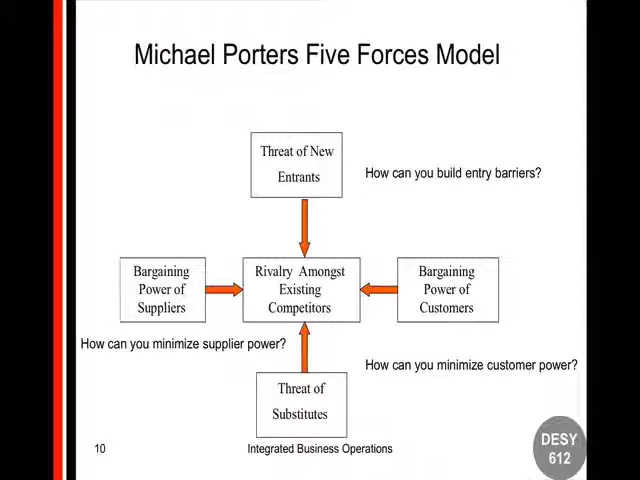 Michael Porters Five Forces Model
Threat of New
Entrants
How can you build entry barriers?
Bargaining
Power of
Suppliers
Rivalry Amongst
Existing
Competitors
Bargaining
Power of
Customers
How can you minimize supplier power?
How can you minimize customer power?
Threat of
Substitutes
10
Integrated Business Operations
DESY
612